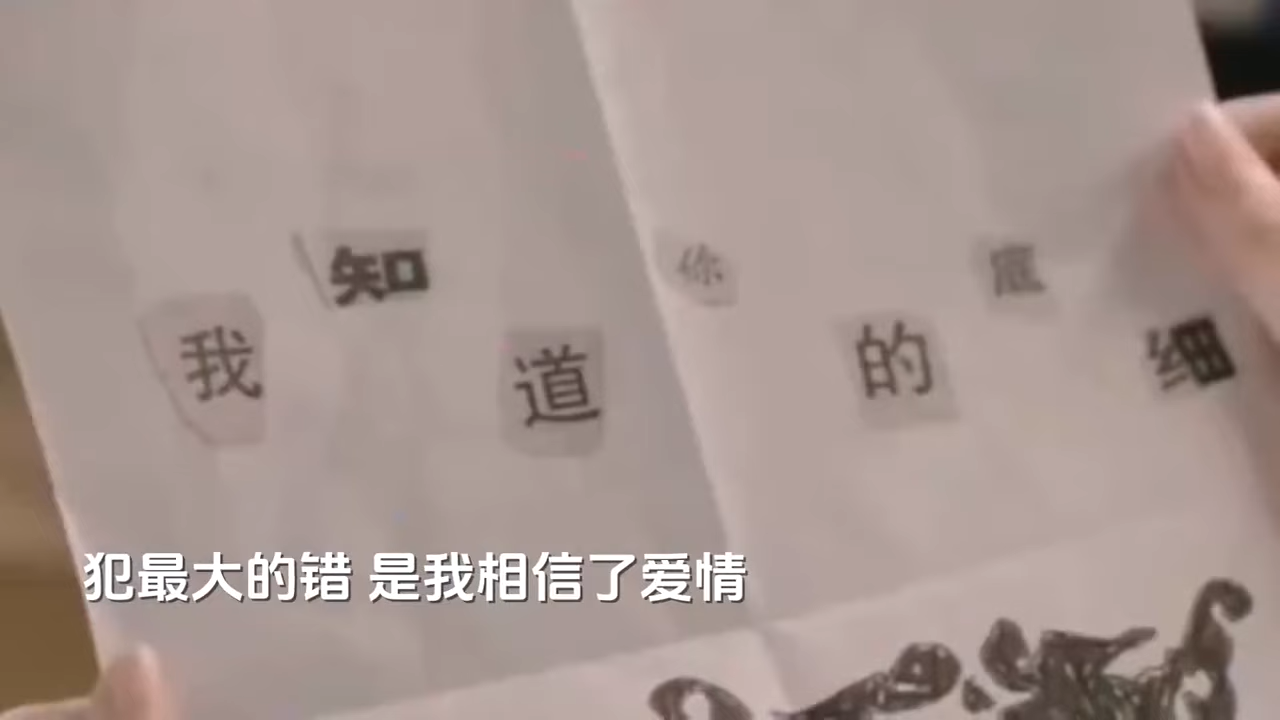 我知道你的底细
犯最大的错 是我相信了爱情